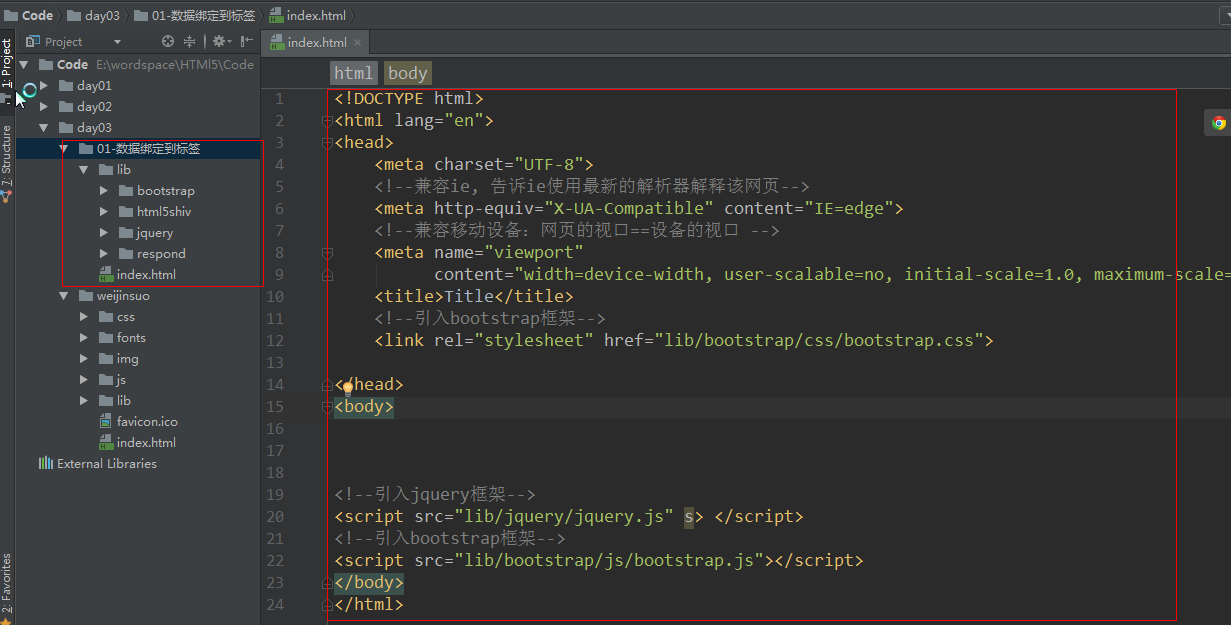 Code day03 01-数据绑定到标签 index.html
Project
index.html
1: Project
7: Structure
2: Favorites
Code E:\wordspace\HTMl5\Code
day01
day02
day03
01-数据绑定到标签
lib
bootstrap
html5shiv
jquery
respond
index.html
weijinsuo
css
fonts
img
js
lib
favicon.ico
index.html
External Libraries
html body
1 <!DOCTYPE html>
2 <html lang="en">
3 <head>
4 <meta charset="UTF-8">
5 <!--兼容ie, 告诉ie使用最新的解析器解释该网页-->
6 <meta http-equiv="X-UA-Compatible" content="IE=edge">
7 <!--兼容移动设备：网页的视口==设备的视口 -->
8 <meta name="viewport"
9 content="width=device-width, user-scalable=no, initial-scale=1.0, maximum-scale=
10 <title>Title</title>
11 <!--引入bootstrap框架-->
12 <link rel="stylesheet" href="lib/bootstrap/css/bootstrap.css">
13
14 </head>
15 <body>
16
17
18
19 <!--引入jquery框架-->
20 <script src="lib/jquery/jquery.js" s> </script>
21 <!--引入bootstrap框架-->
22 <script src="lib/bootstrap/js/bootstrap.js"></script>
23 </body>
24 </html>